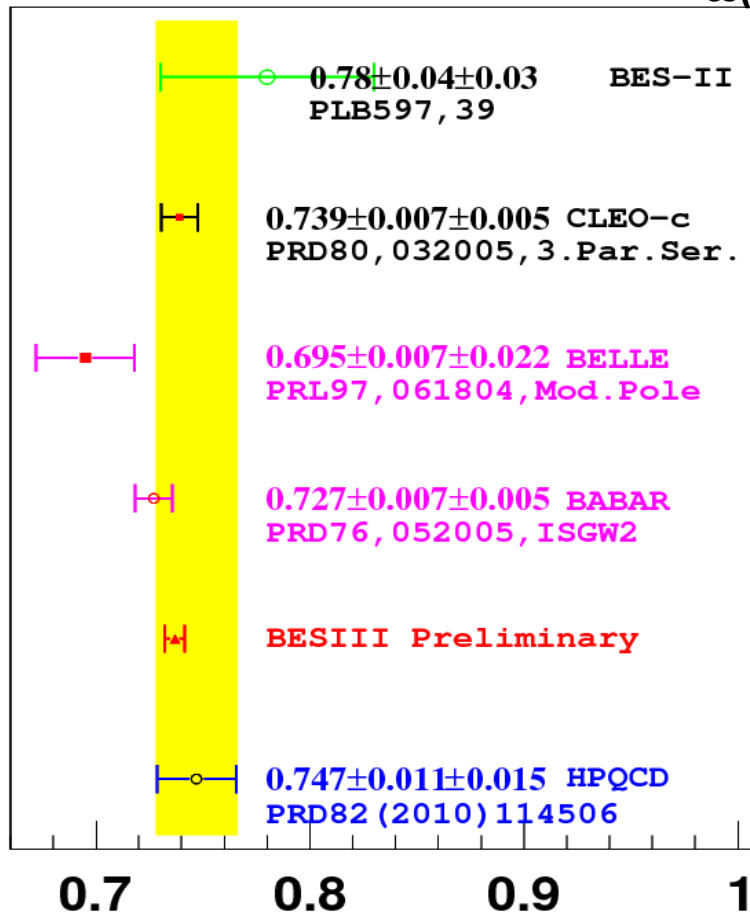 0.78±0.04±0.03 BES-II
PLB597,39
0.739±0.007±0.005 CLEO-c
PRD80,032005,3.Par.Ser.
0.695±0.007±0.022 BELLE
PRL97,061804,Mod.Pole
0.727±0.007±0.005 BABAR
PRD76,052005,ISGW2
BESIII Preliminary
0.747±0.011±0.015 HPQCD
PRD82(2010)114506
0.7 0.8 0.9 1